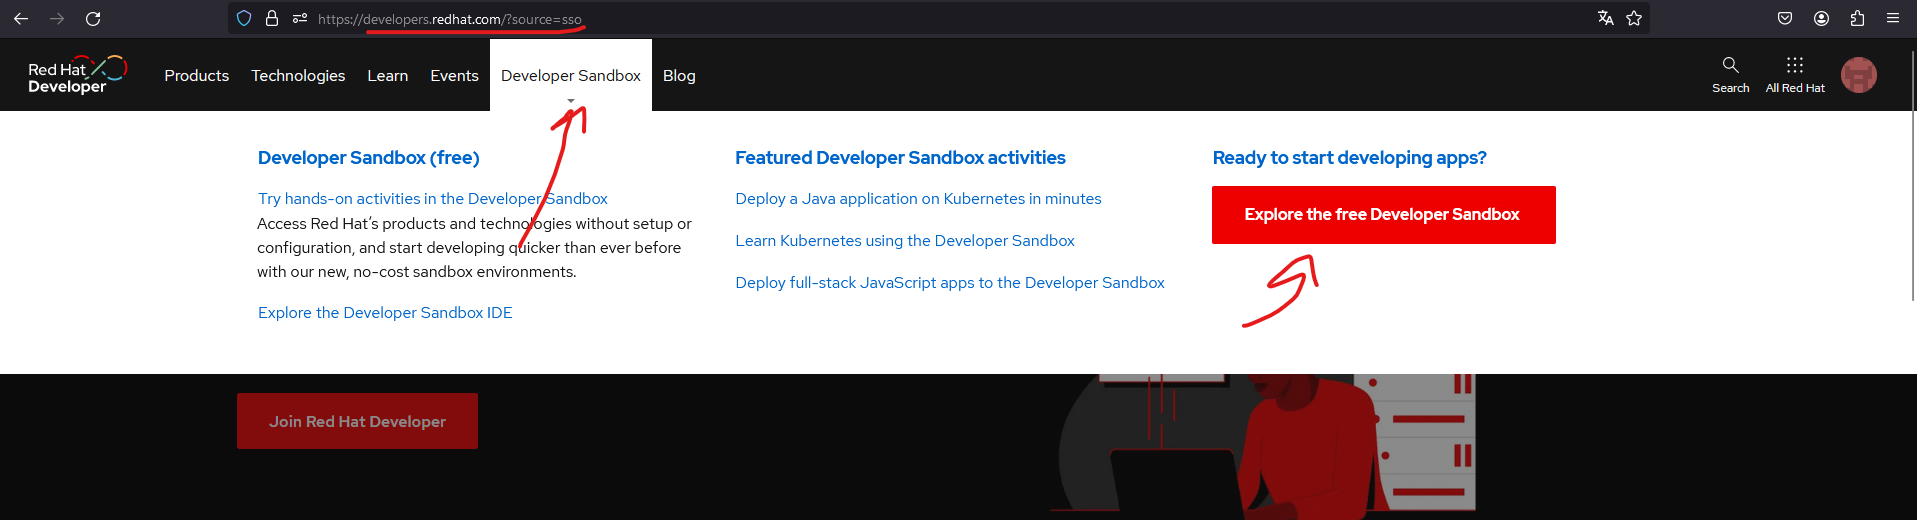 https://developers.redhat.com/?source=sso
Red Hat
Developer
Products
Technologies
Learn
Events
Developer Sandbox
Blog
Search
All Red Hat
Developer Sandbox (free)
Try hands-on activities in the Developer Sandbox
Access Red Hat’s products and technologies without setup or
configuration, and start developing quicker than ever before
with our new, no-cost sandbox environments.
Explore the Developer Sandbox IDE
Featured Developer Sandbox activities
Deploy a Java application on Kubernetes in minutes
Learn Kubernetes using the Developer Sandbox
Deploy full-stack JavaScript apps to the Developer Sandbox
Ready to start developing apps?
Explore the free Developer Sandbox
Join Red Hat Developer